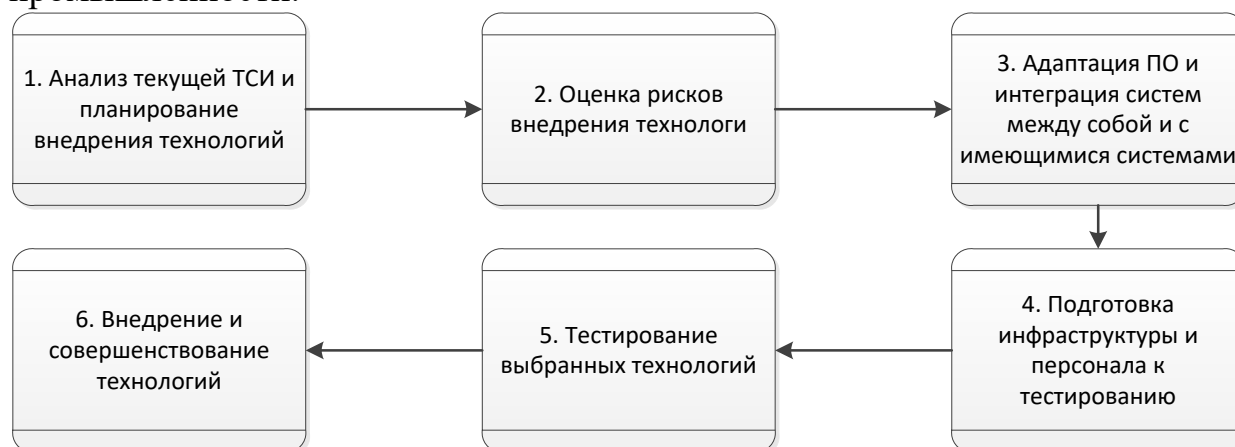 промышленности.
1. Анализ текущей ТСИ и
планирование
внедрения технологий
2. Оценка рисков
внедрения технологи
3. Адаптация ПО и
интеграция систем
между собой и с
имеющимися системами
4. Подготовка
инфраструктуры и
персонала к
тестированию
5. Тестирование
выбранных технологий
6. Внедрение и
совершенствование
технологий